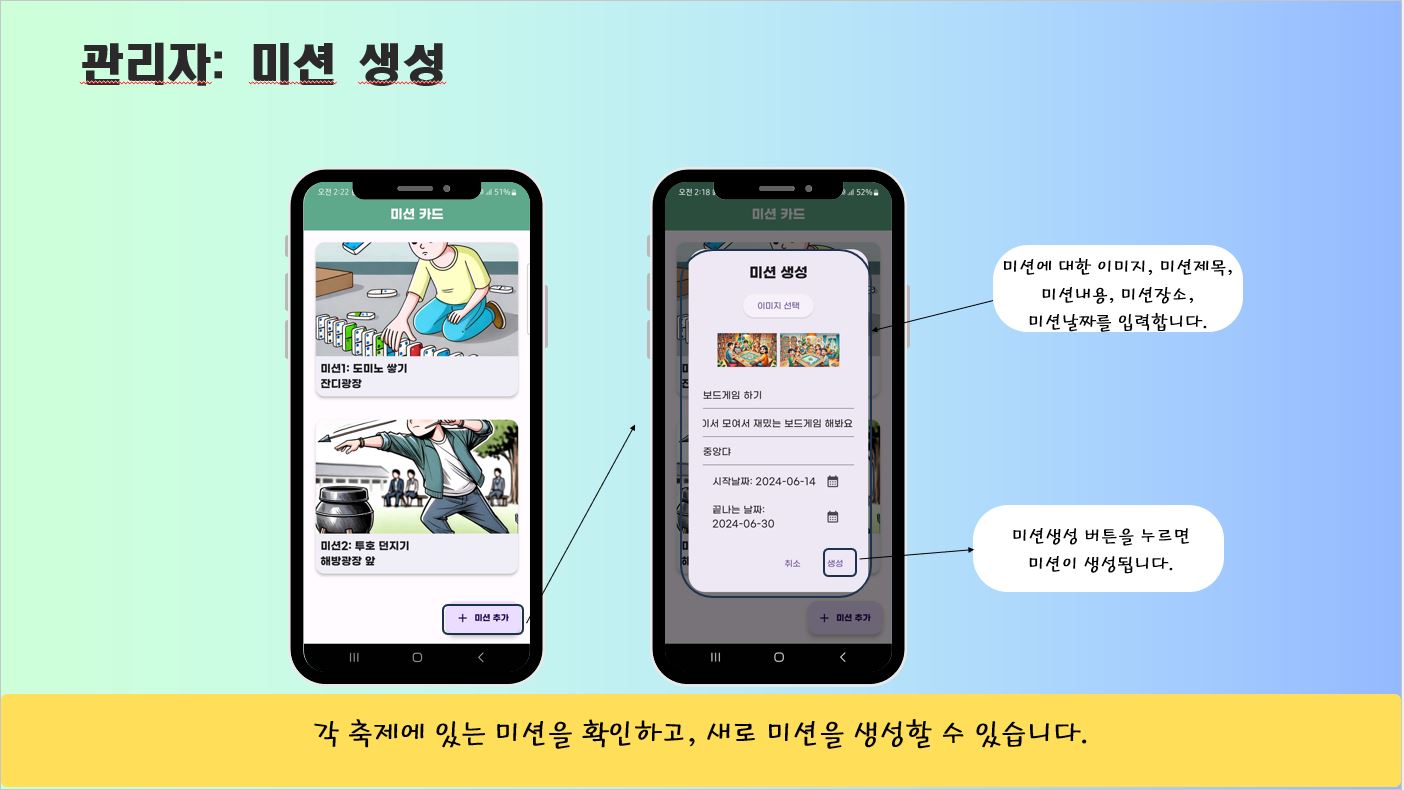 관리자: 미션 생성
오전 2:22
51%
미션 카드
미션1: 도미노 쌓기
잔디광장
미션2: 투호 던지기
해방광장 앞
+ 미션 추가
오전 2:18
52%
미션 카드
미션 생성
이미지 선택
보드게임 하기
이서 모여서 재밌는 보드게임 해봐요
중앙댜
시작날짜: 2024-06-14
끝나는 날짜:
2024-06-30
취소
생성
+ 미션 추가
미션에 대한 이미지, 미션제목,
미션내용, 미션장소,
미션날짜를 입력합니다.
미션생성 버튼을 누르면
미션이 생성됩니다.
각 축제에 있는 미션을 확인하고, 새로 미션을 생성할 수 있습니다.